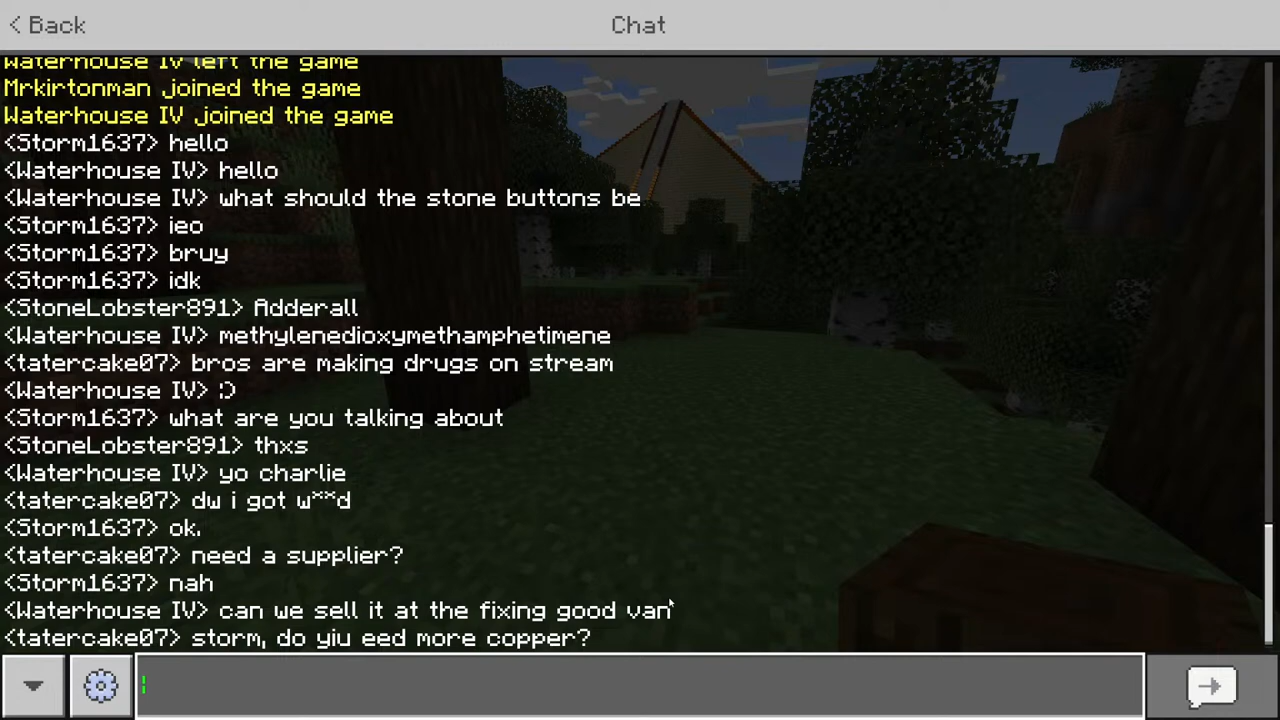 < Back
Chat
Waterhouse IV left the game
Mrkirtonman joined the game
Waterhouse IV joined the game
<Storm1637> hello
<Waterhouse IV> hello
<Waterhouse IV> what should the stone buttons be
<Storm1637> ieo
<Storm1637> bruy
<Storm1637> idk
<StoneLobster891> Adderall
<Waterhouse IV> methylenedioxymethamphetimene
<tatercake07> bros are making drugs on stream
<Waterhouse IV> :D
<Storm1637> what are you talking about
<StoneLobster891> thxs
<Waterhouse IV> yo charlie
<tatercake07> dw i got w**d
<Storm1637> ok.
<tatercake07> need a supplier?
<Storm1637> nah
<Waterhouse IV> can we sell it at the fixing good van
<tatercake07> storm, do yiu eed more copper?